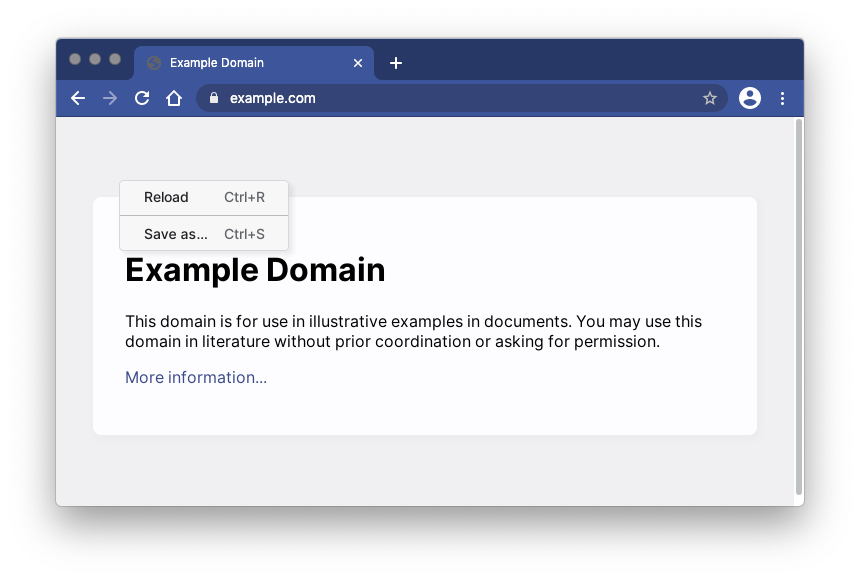 Example Domain
example.com
Reload Ctrl+R
Save as... Ctrl+S
Example Domain
This domain is for use in illustrative examples in documents. You may use this
domain in literature without prior coordination or asking for permission.
More information...